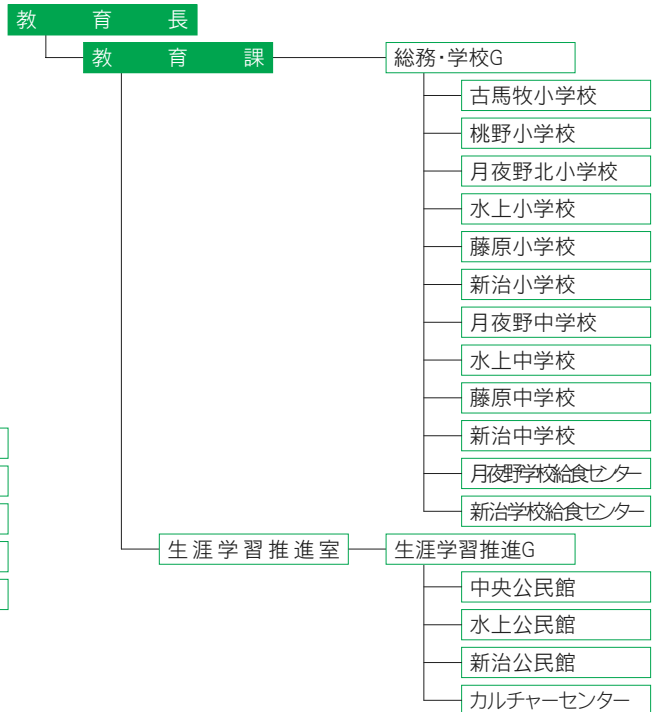 教育長
教育課
総務・学校G
古馬牧小学校
桃野小学校
月夜野北小学校
水上小学校
藤原小学校
新治小学校
月夜野中学校
水上中学校
藤原中学校
新治中学校
月夜野学校給食センター
新治学校給食センター
生涯学習推進室
生涯学習推進G
中央公民館
水上公民館
新治公民館
カルチャーセンター